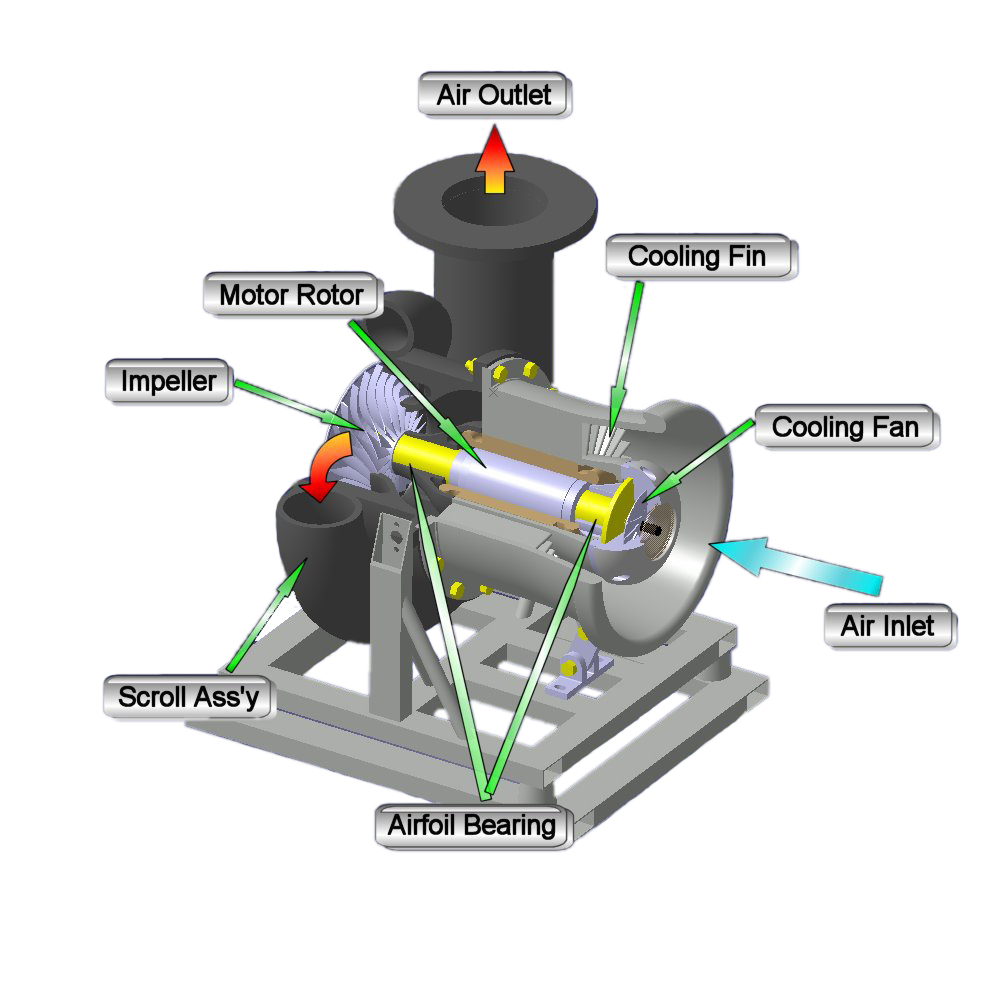 Air Outlet
Cooling Fin
Motor Rotor
Impeller
Cooling Fan
Air Inlet
Scroll Ass'y
Airfoil Bearing